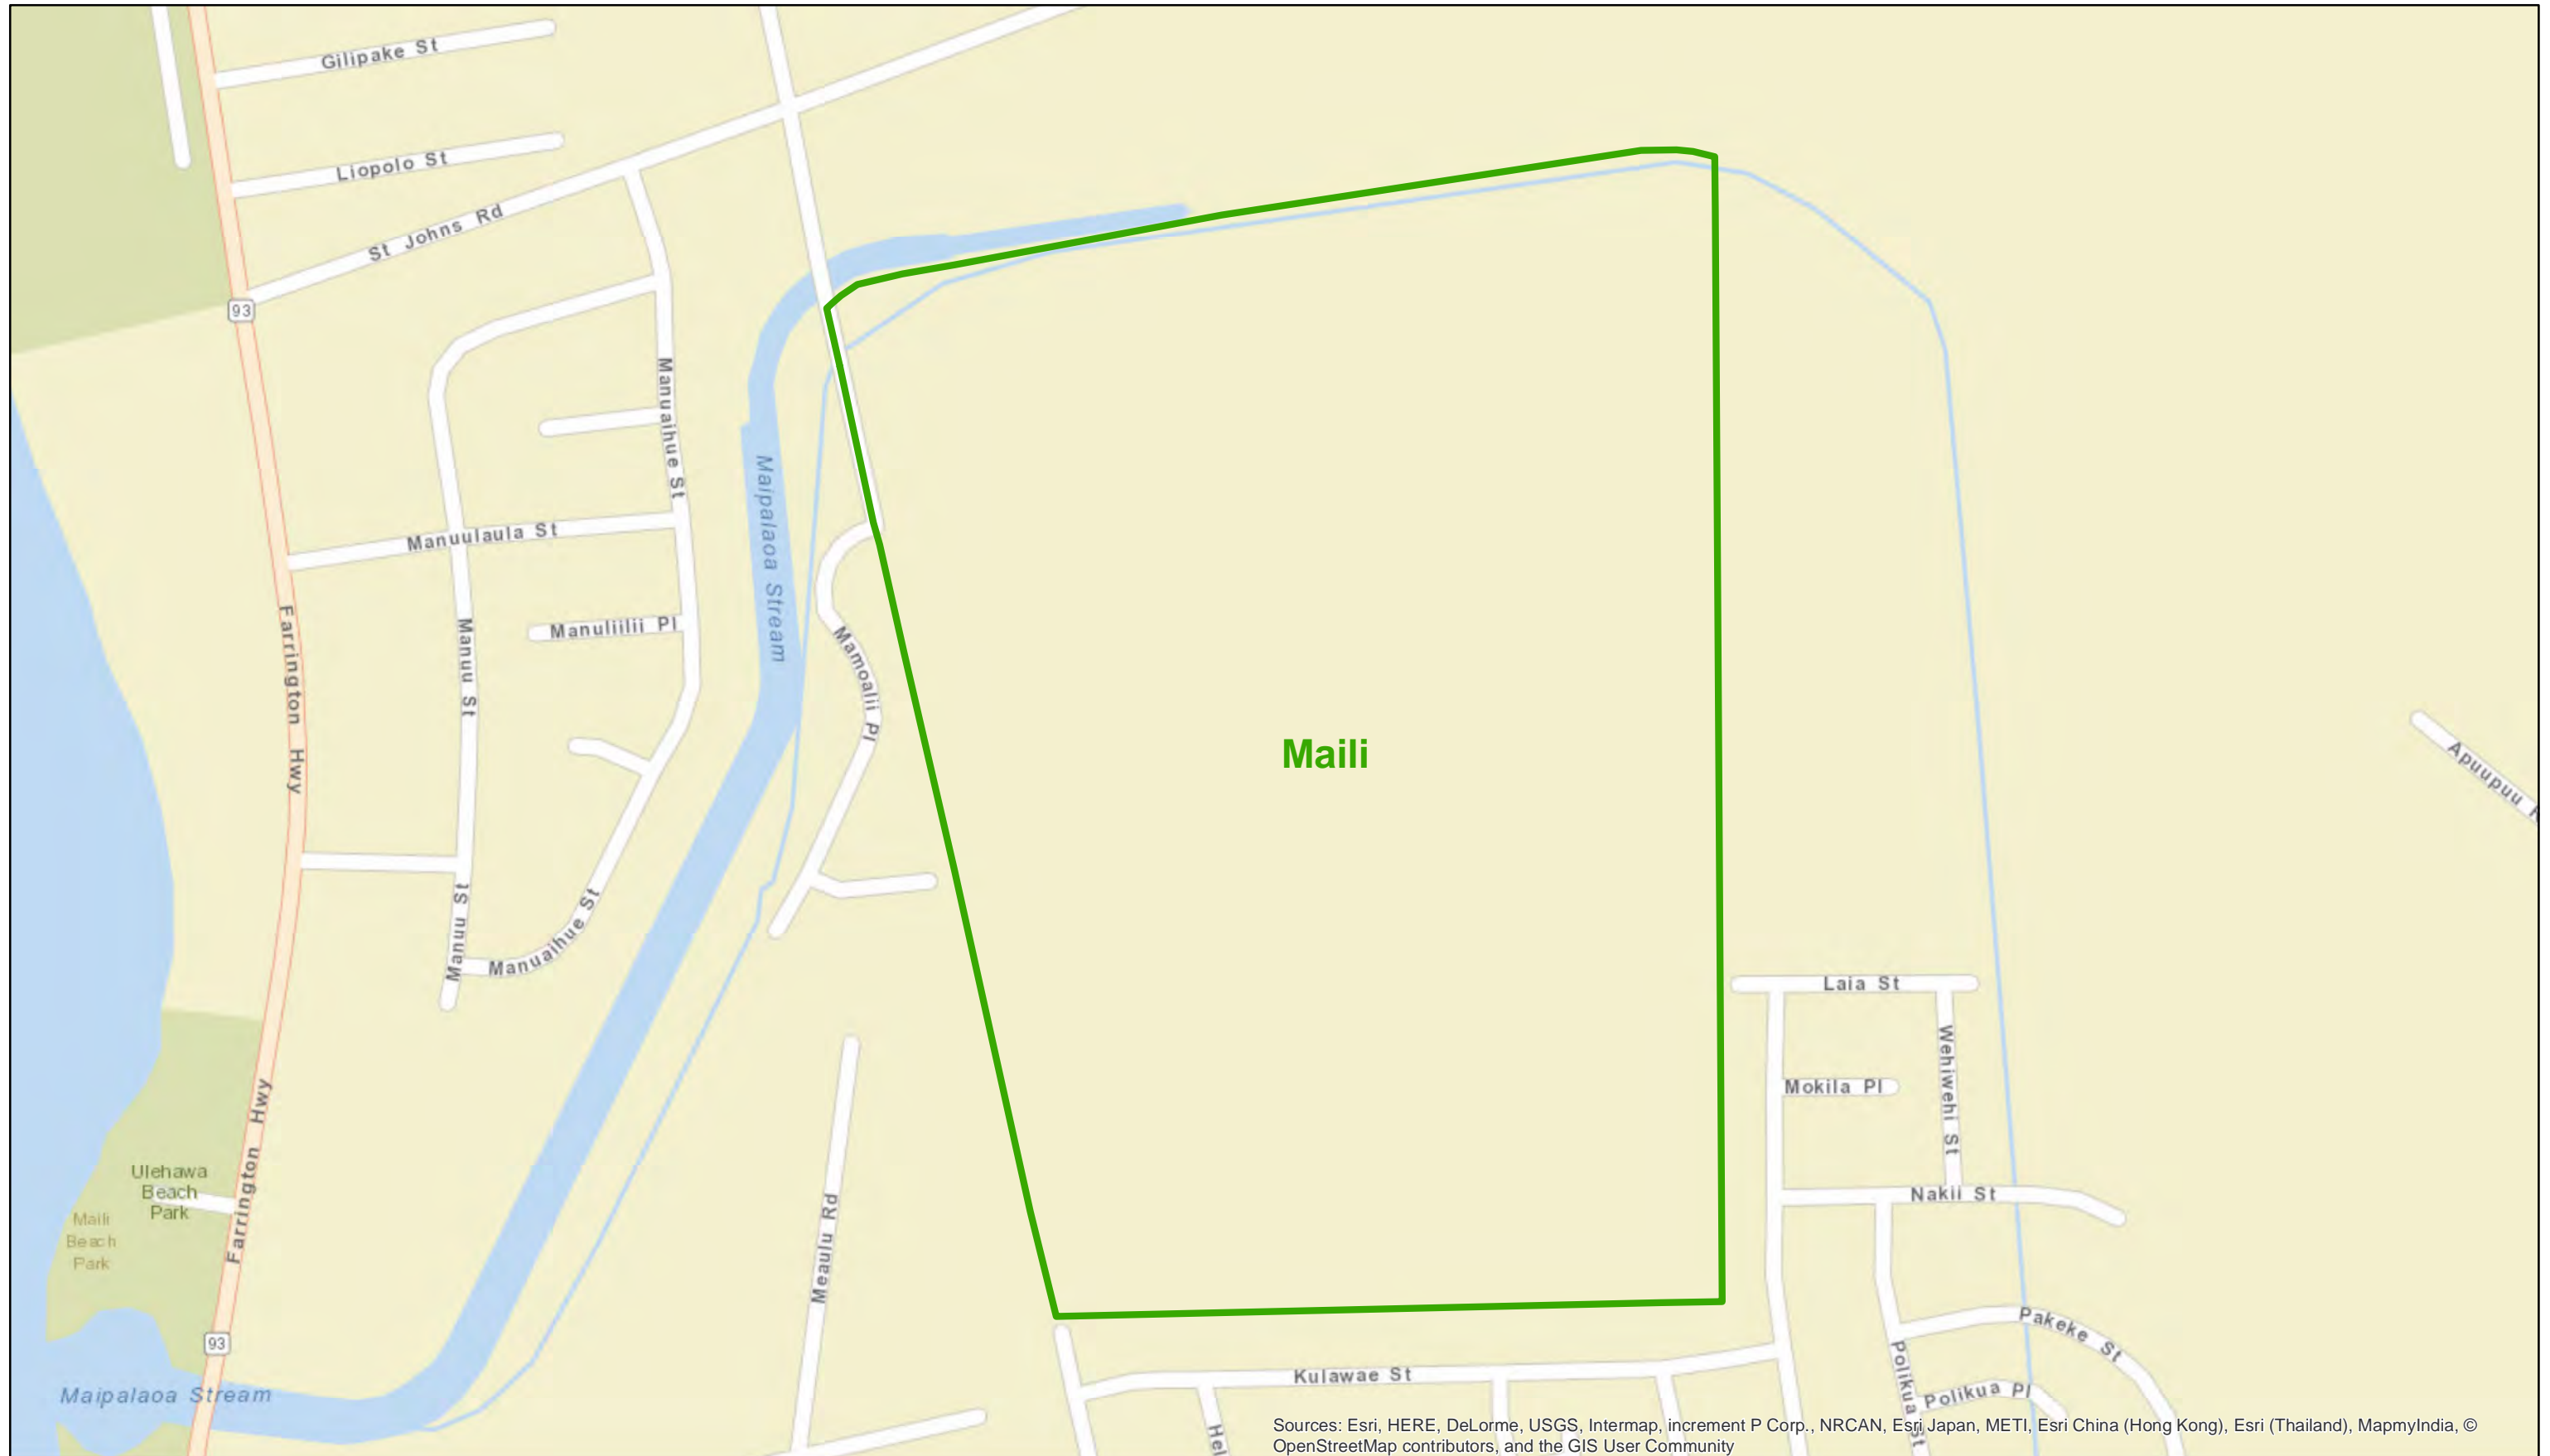 Gilipake St
Liopolo St
St Johns Rd
93
Manuaihue St
Manuulaula St
Maipalaoa Stream
Farrington Hwy
Manuu St
Manuliilii Pl
Mamoalii Pl
Maili
Apuupuu
Manuu St
Manuaihue St
Laia St
Wehiwehi St
Mokila Pl
Farrington Hwy
Ulehawa
Beach
Park
Maili
Beach
Park
Meaulu Rd
Nakii St
Pakeke St
93
Kulawae St
Polikua St
Polikua Pl
Maipalaoa Stream
Hel
Sources: Esri, HERE, DeLorme, USGS, Intermap, increment P Corp., NRCAN, Esri Japan, METI, Esri China (Hong Kong), Esri (Thailand), MapmyIndia, ©
OpenStreetMap contributors, and the GIS User Community